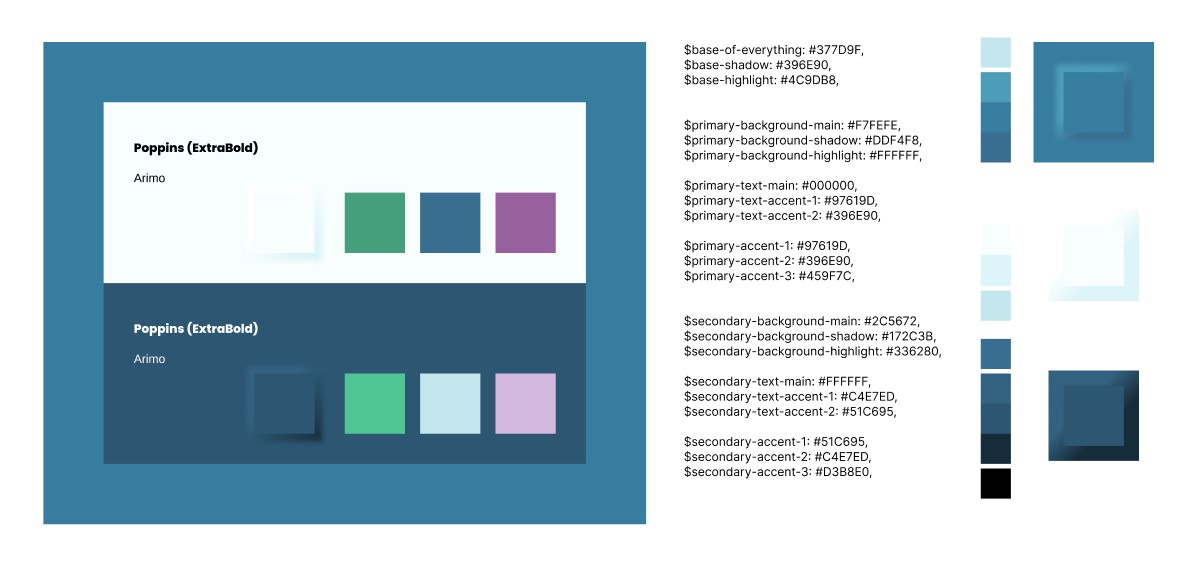 Poppins (ExtraBold)
Arimo
Poppins (ExtraBold)
Arimo
$base-of-everything: #377D9F,
$base-shadow: #396E90,
$base-highlight: #4C9DB8,
$primary-background-main: #F7FEFE,
$primary-background-shadow: #DDF4F8,
$primary-background-highlight: #FFFFFF,
$primary-text-main: #000000,
$primary-text-accent-1: #97619D,
$primary-text-accent-2: #396E90,
$primary-accent-1: #97619D,
$primary-accent-2: #396E90,
$primary-accent-3: #459F7C,
$secondary-background-main: #2C5672,
$secondary-background-shadow: #172C3B,
$secondary-background-highlight: #336280,
$secondary-text-main: #FFFFFF,
$secondary-text-accent-1: #C4E7ED,
$secondary-text-accent-2: #51C695,
$secondary-accent-1: #51C695,
$secondary-accent-2: #C4E7ED,
$secondary-accent-3: #D3B8E0,